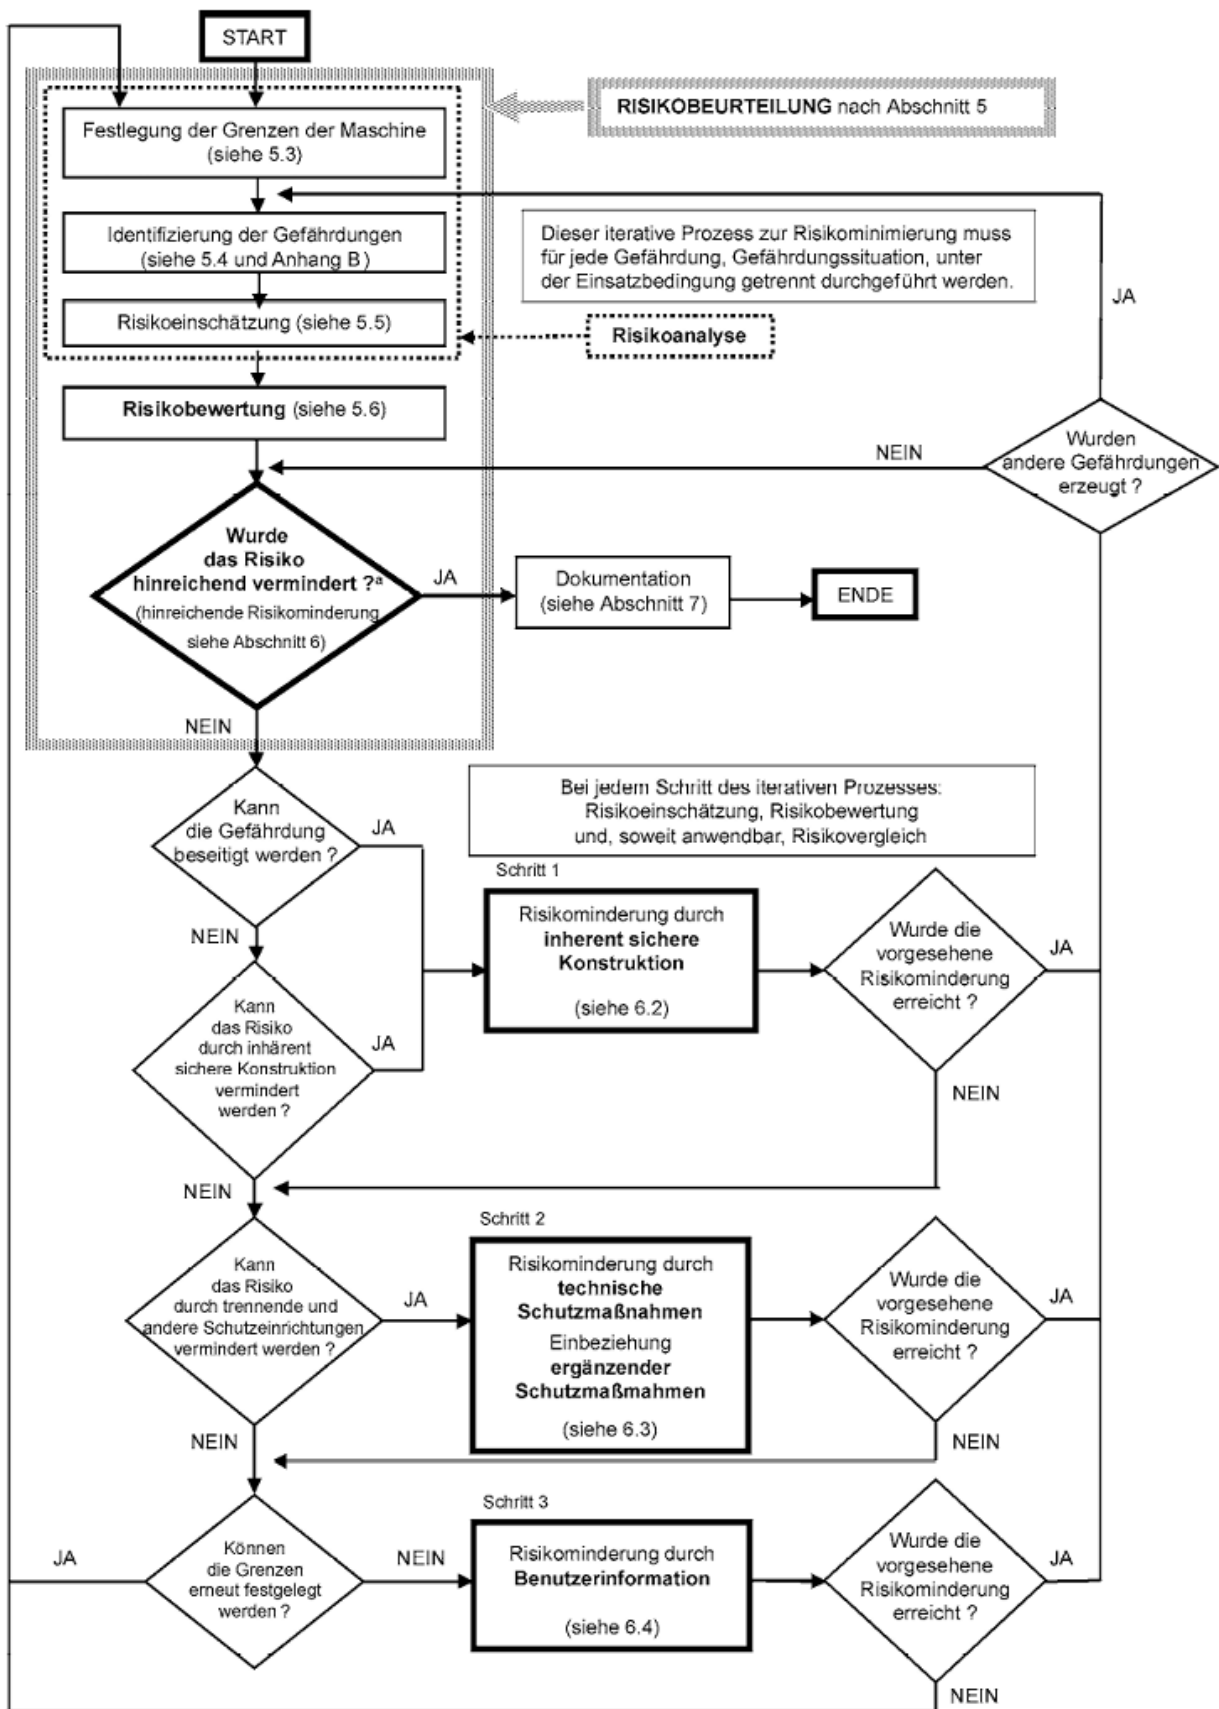 START
RISIKOBEURTEILUNG nach Abschnitt 5
Festlegung der Grenzen der Maschine
(siehe 5.3)
Identifizierung der Gefährdungen
(siehe 5.4 und Anhang B)
Dieser iterative Prozess zur Risikominimierung muss
für jede Gefährdung, Gefährdungssituation, unter
der Einsatzbedingung getrennt durchgeführt werden.
JA
Risikoeinschätzung (siehe 5.5)
Risikoanalyse
Risikobewertung (siehe 5.6)
NEIN
Wurden
andere Gefährdungen
erzeugt ?
Wurde
das Risiko
hinreichend vermindert ?ª
(hinreichende Risikominderung
siehe Abschnitt 6)
JA
Dokumentation
(siehe Abschnitt 7)
ENDE
NEIN
Kann
die Gefährdung
beseitigt werden ?
JA
Bei jedem Schritt des iterativen Prozesses:
Risikoeinschätzung, Risikobewertung
und, soweit anwendbar, Risikovergleich
NEIN
Schritt 1
Risikominderung durch
inherent sichere
Konstruktion
(siehe 6.2)
Wurde die
vorgesehene
Risikominderung
erreicht ?
JA
NEIN
Kann
das Risiko
durch inhärent
sichere Konstruktion
vermindert
werden ?
JA
NEIN
Schritt 2
Kann
das Risiko
durch trennende und
andere Schutzeinrichtungen
vermindert werden ?
JA
Risikominderung durch
technische
Schutzmaßnahmen
Einbeziehung
ergänzender
Schutzmaßmahmen
(siehe 6.3)
Wurde die
vorgesehene
Risikominderung
erreicht ?
JA
NEIN
NEIN
Schritt 3
JA
Können
die Grenzen
erneut festgelegt
werden ?
NEIN
Risikominderung durch
Benutzerinformation
(siehe 6.4)
Wurde die
vorgesehene
Risikominderung
erreicht ?
JA
NEIN